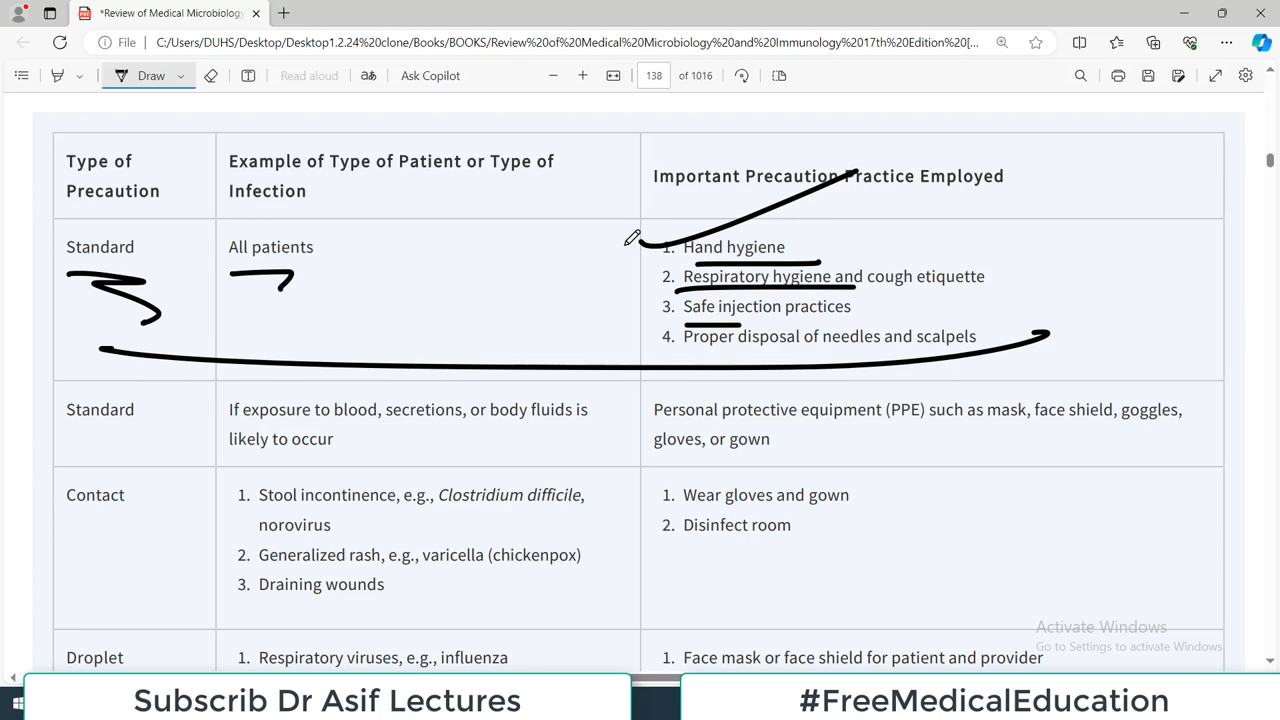 *Review of Medical Microbiology
File
C:/Users/DUHS/Desktop/Desktop1.2.24%20clone/Books/BOOKS/Review%20of%20Medical%20Microbiology%20and%20Immunology%2017th%20Edition%20[...
Draw
Read aloud
Ask Copilot
138 of 1016
Type of Precaution
Example of Type of Patient or Type of Infection
Important Precaution Practice Employed
Standard
All patients
1. Hand hygiene
2. Respiratory hygiene and cough etiquette
3. Safe injection practices
4. Proper disposal of needles and scalpels
Standard
If exposure to blood, secretions, or body fluids is
likely to occur
Personal protective equipment (PPE) such as mask, face shield, goggles,
gloves, or gown
Contact
1. Stool incontinence, e.g., Clostridium difficile,
norovirus
2. Generalized rash, e.g., varicella (chickenpox)
3. Draining wounds
1. Wear gloves and gown
2. Disinfect room
Activate Windows
Go to Settings to activate Windows.
Droplet
1. Respiratory viruses, e.g., influenza
1. Face mask or face shield for patient and provider
Subscrib Dr Asif Lectures
#FreeMedicalEducation